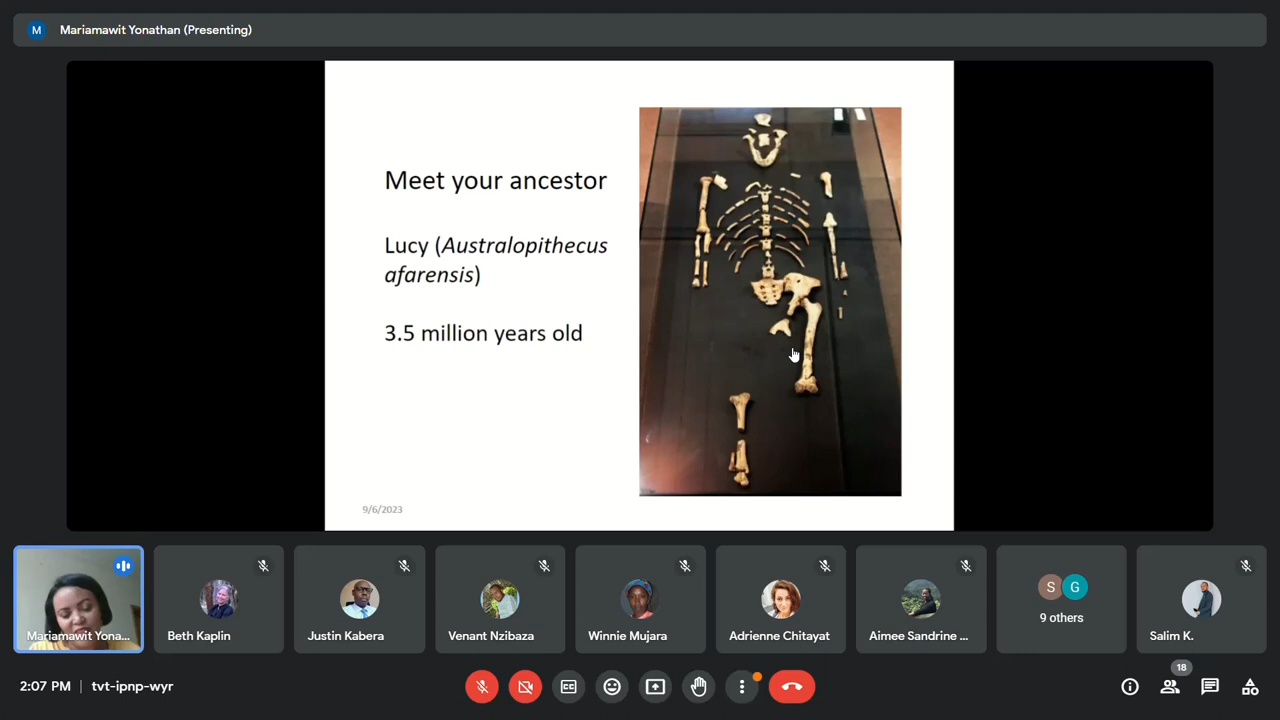 M
Mariamawit Yonathan (Presenting)
Meet your ancestor
Lucy (Australopithecus
afarensis)
3.5 million years old
9/6/2023
S G
Mariamawit Yona...
Beth Kaplin
Justin Kabera
Venant Nzibaza
Winnie Mujara
Adrienne Chitayat
Aimee Sandrine ...
9 others
Salim K.
2:07 PM | tvt-ipnp-wyr
CC
18